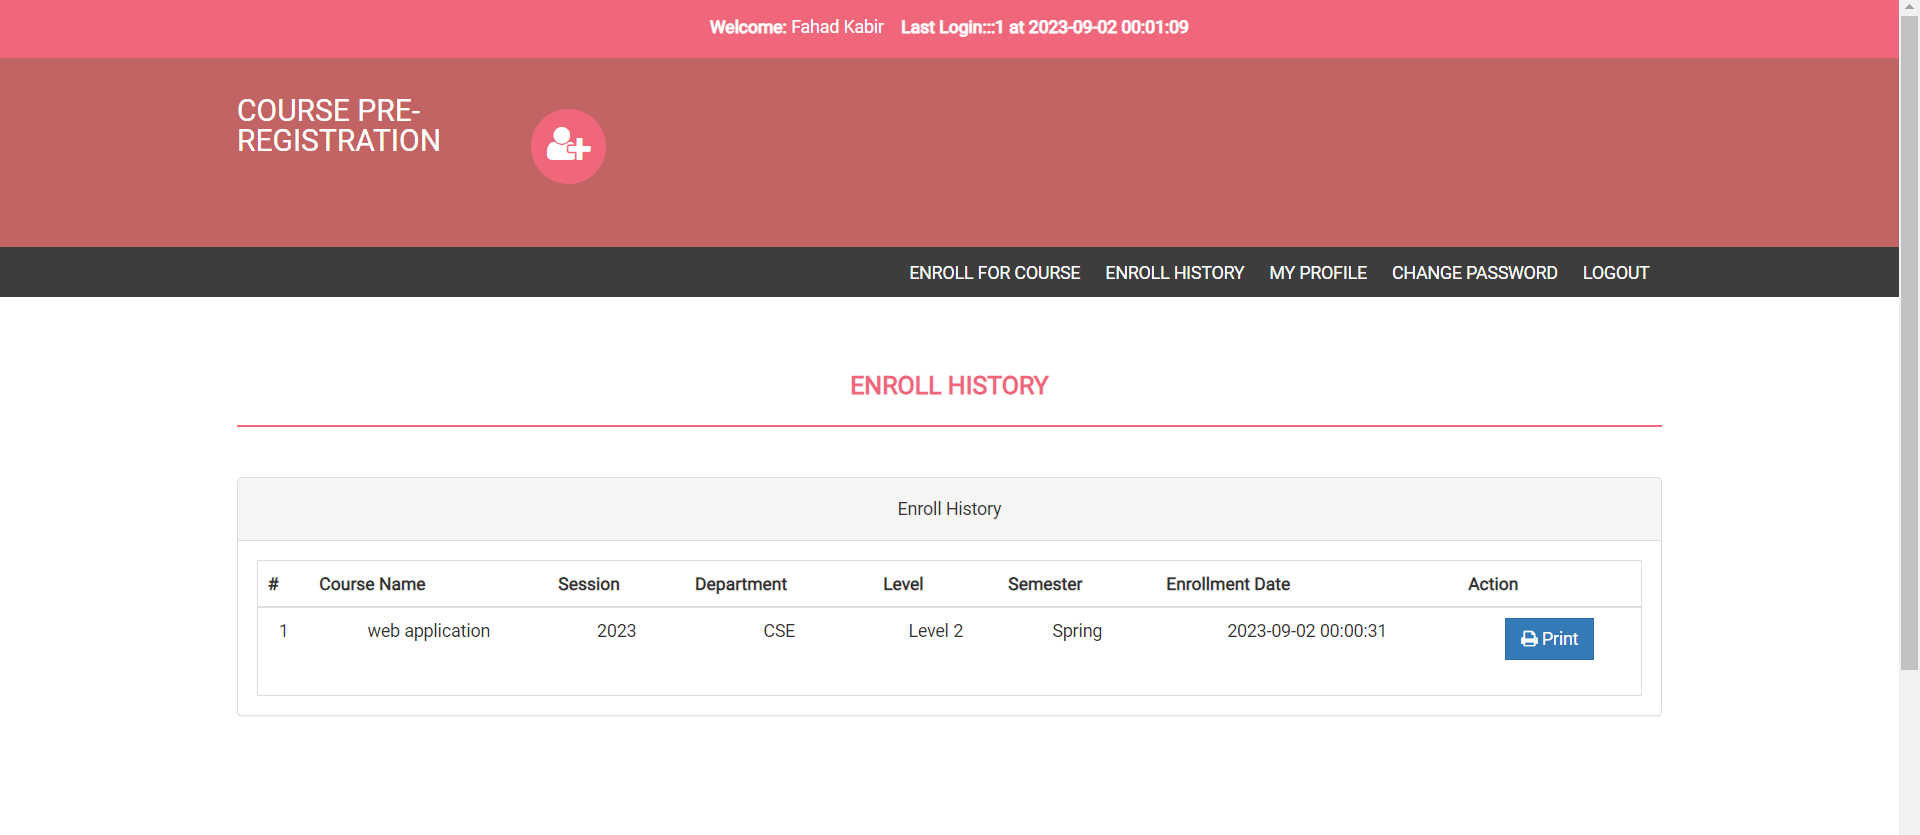 Welcome: Fahad Kabir Last Login:::1 at 2023-09-02 00:01:09
COURSE PRE-
REGISTRATION
ENROLL FOR COURSE ENROLL HISTORY MY PROFILE CHANGE PASSWORD LOGOUT
ENROLL HISTORY
Enroll History
# Course Name Session Department Level Semester Enrollment Date Action
1 web application 2023 CSE Level 2 Spring 2023-09-02 00:00:31 Print